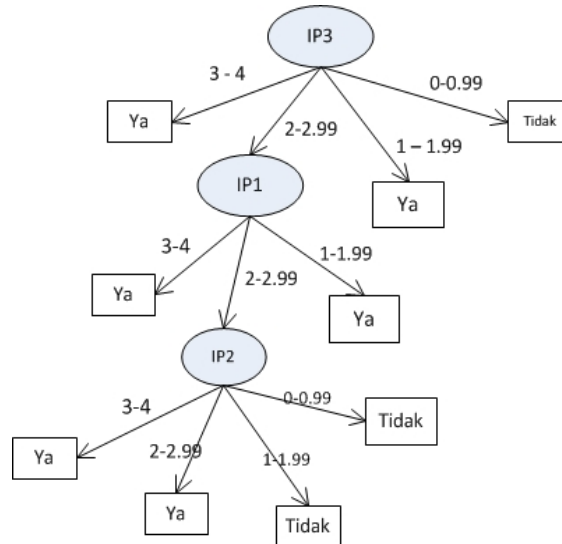 IP3
3 - 4
0-0.99
Ya
2-2.99
1 – 1.99
Tidak
IP1
Ya
3-4
2-2.99
1-1.99
Ya
Ya
IP2
3-4
0-0.99
Tidak
2-2.99
1-1.99
Ya
Ya
Tidak